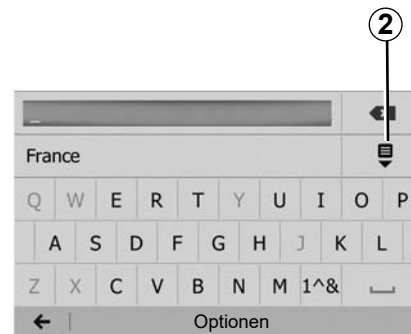 2
_
France
Q W E R T Y U I O P
A S D F G H J K L
Z X C V B N M 1^&
Optionen